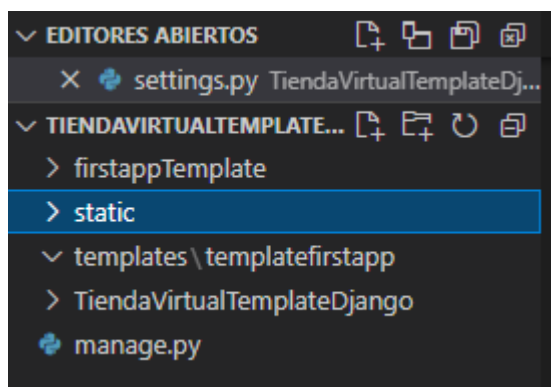 EDITORES ABIERTOS
settings.py TiendaVirtualTemplateDj...
TIENDAVIRTUALTEMPLATE...
firstappTemplate
static
templates\templatefirstapp
TiendaVirtualTemplateDjango
manage.py